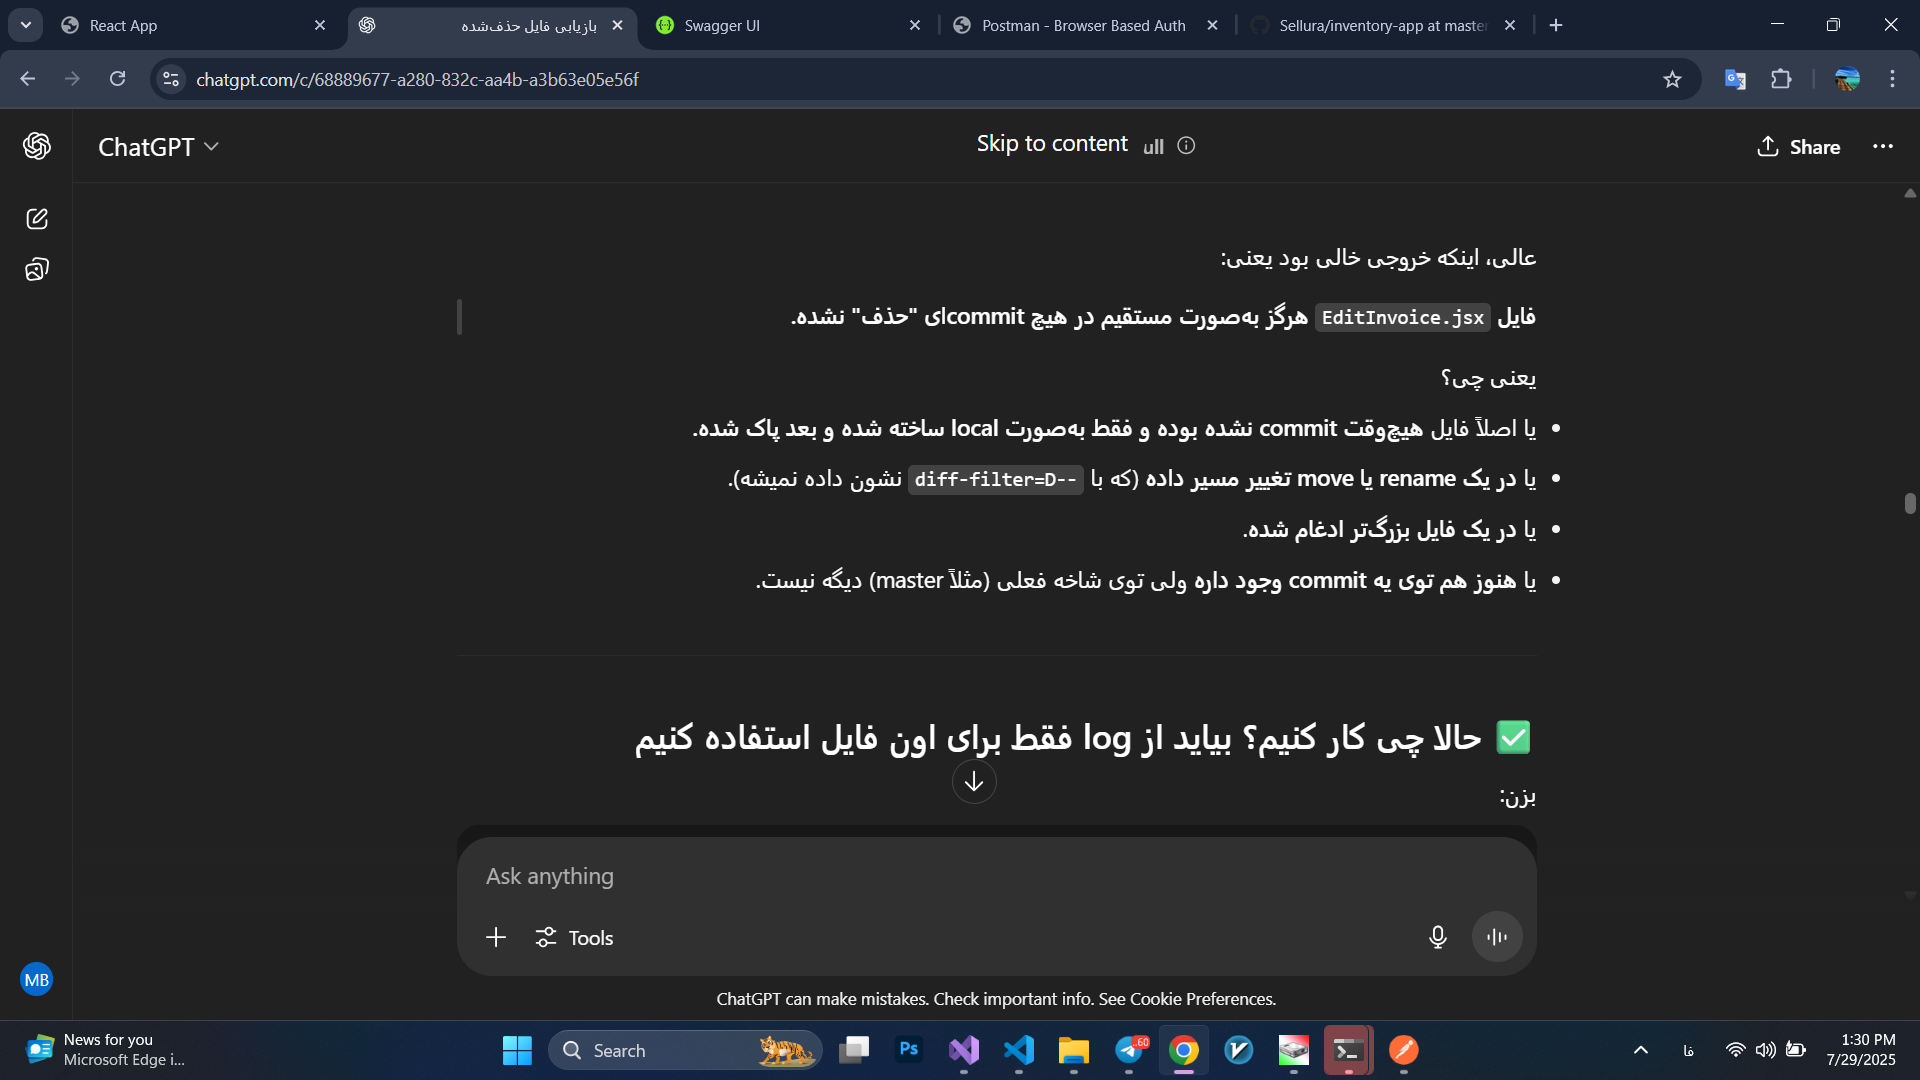 React App
بازیابی فایل حذف‌شده
Swagger UI
Postman - Browser Based Auth
Sellura/inventory-app at master
chatgpt.com/c/68889677-a280-832c-aa4b-a3b63e05e56f
ChatGPT
Skip to content
ull
Share
عالی، اینکه خروجی خالی بود یعنی:
فایل EditInvoice.jsx هرگز به‌صورت مستقیم در هیچ commitای "حذف" نشده.
یعنی چی؟
یا اصلاً فایل هیچ‌وقت commit نشده بوده و فقط به‌صورت local ساخته شده و بعد پاک شده.
یا در یک rename یا move تغییر مسیر داده (که با diff-filter=D-- نشون داده نمیشه).
یا در یک فایل بزرگ‌تر ادغام شده.
یا هنوز هم توی یه commit وجود داره ولی توی شاخه فعلی (مثلاً master) دیگه نیست.
✅ حالا چی کار کنیم؟ بیاید از log فقط برای اون فایل استفاده کنیم
بزن:
Ask anything
Tools
MB
ChatGPT can make mistakes. Check important info. See Cookie Preferences.
News for you
Microsoft Edge i...
Search
Ps
60
فا
1:30 PM
7/29/2025